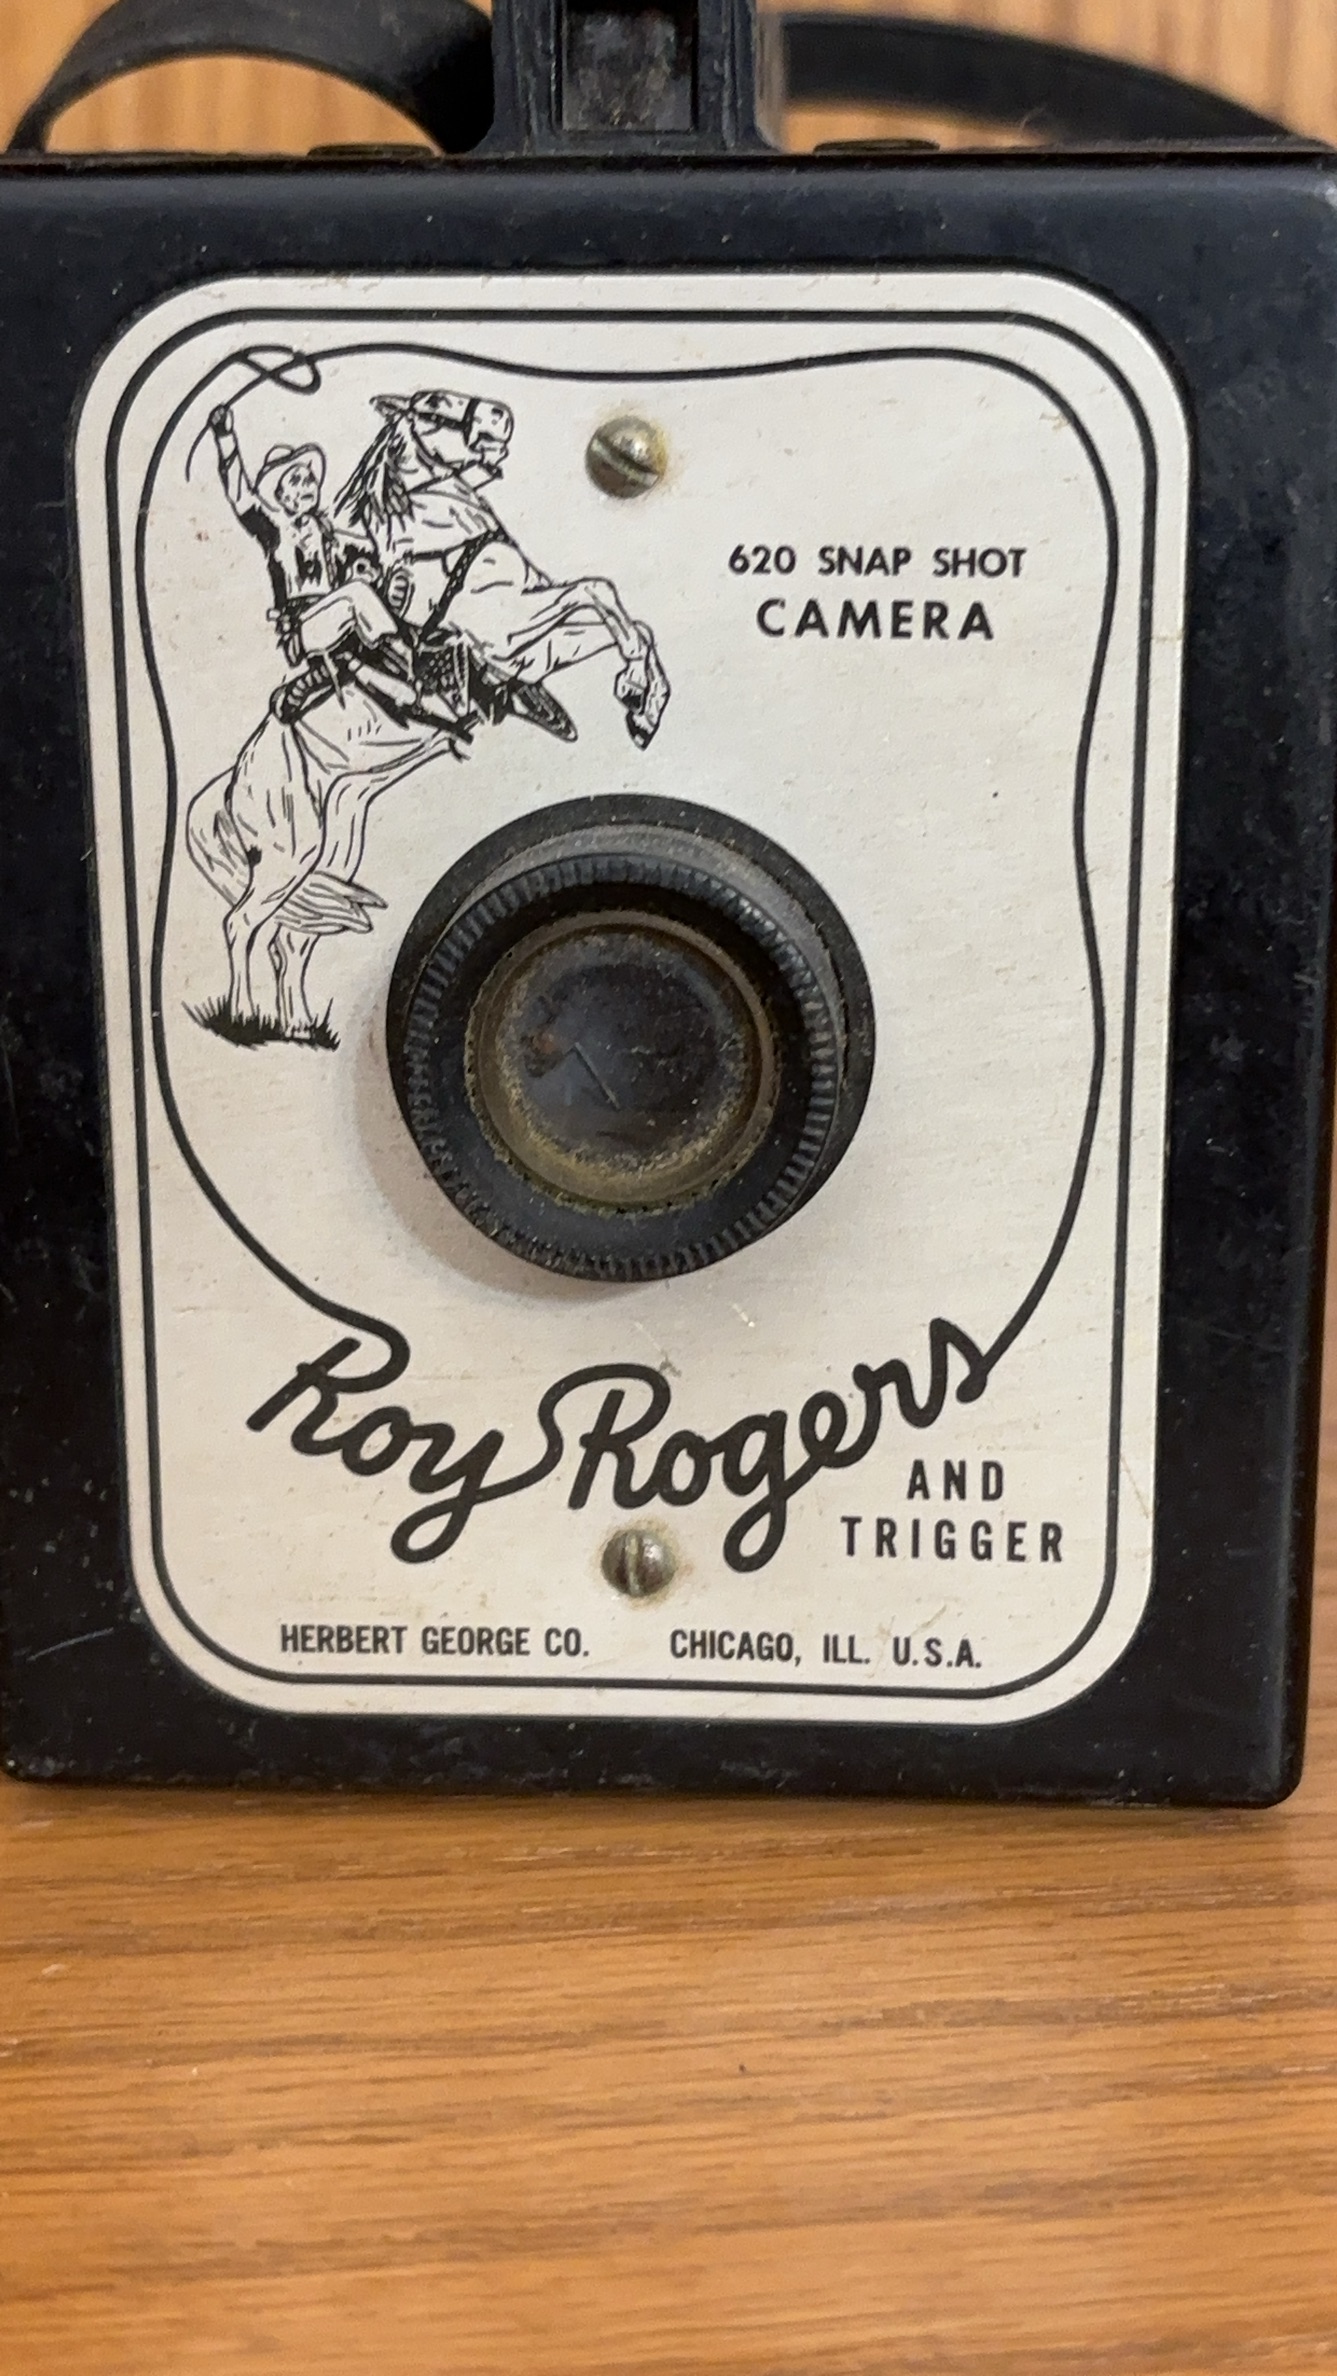 620 SNAP SHOT
CAMERA
Roy Rogers
AND
TRIGGER
HERBERT GEORGE CO. CHICAGO, ILL. U.S.A.